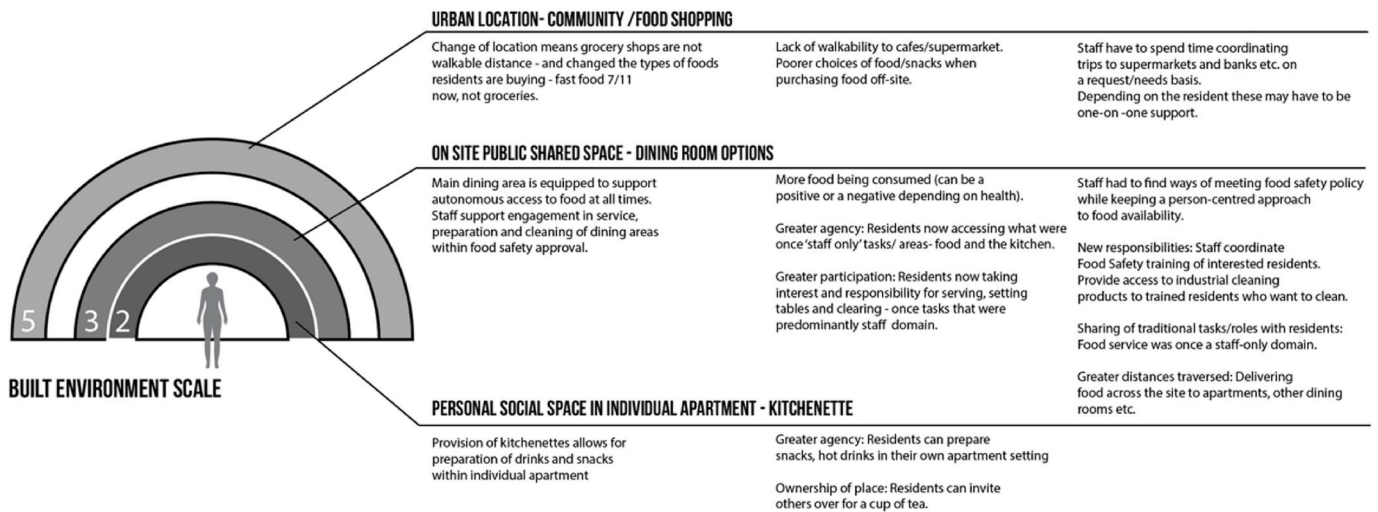 URBAN LOCATION- COMMUNITY /FOOD SHOPPING
Change of location means grocery shops are not
walkable distance - and changed the types of foods
residents are buying - fast food 7/11
now, not groceries.
Lack of walkability to cafes/supermarket.
Poorer choices of food/snacks when
purchasing food off-site.
Staff have to spend time coordinating
trips to supermarkets and banks etc. on
a request/needs basis.
Depending on the resident these may have to be
one-on -one support.
ON SITE PUBLIC SHARED SPACE - DINING ROOM OPTIONS
Main dining area is equipped to support
autonomous access to food at all times.
Staff support engagement in service,
preparation and cleaning of dining areas
within food safety approval.
More food being consumed (can be a
positive or a negative depending on health).
Greater agency: Residents now accessing what were
once 'staff only' tasks/ areas- food and the kitchen.
Greater participation: Residents now taking
interest and responsibility for serving, setting
tables and clearing - once tasks that were
predominantly staff domain.
Staff had to find ways of meeting food safety policy
while keeping a person-centred approach
to food availability.
New responsibilities: Staff coordinate
Food Safety training of interested residents.
Provide access to industrial cleaning
products to trained residents who want to clean.
Sharing of traditional tasks/roles with residents:
Food service was once a staff-only domain.
Greater distances traversed: Delivering
food across the site to apartments, other dining
rooms etc.
5 3 2
BUILT ENVIRONMENT SCALE
PERSONAL SOCIAL SPACE IN INDIVIDUAL APARTMENT - KITCHENETTE
Provision of kitchenettes allows for
preparation of drinks and snacks
within individual apartment
Greater agency: Residents can prepare
snacks, hot drinks in their own apartment setting
Ownership of place: Residents can invite
others over for a cup of tea.